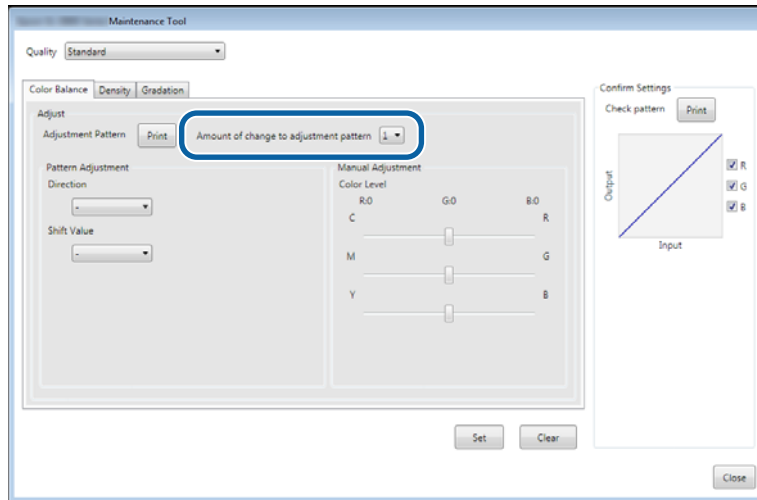 Maintenance Tool
Quality Standard
Color Balance Density Gradation
Adjust
Adjustment Pattern Print Amount of change to adjustment pattern 1
Pattern Adjustment
Direction
-
Shift Value
-
Manual Adjustment
Color Level
R:0 G:0 B:0
C R
M G
Y B
Set Clear
Confirm Settings
Check pattern Print
Output
R
G
B
Input
Close